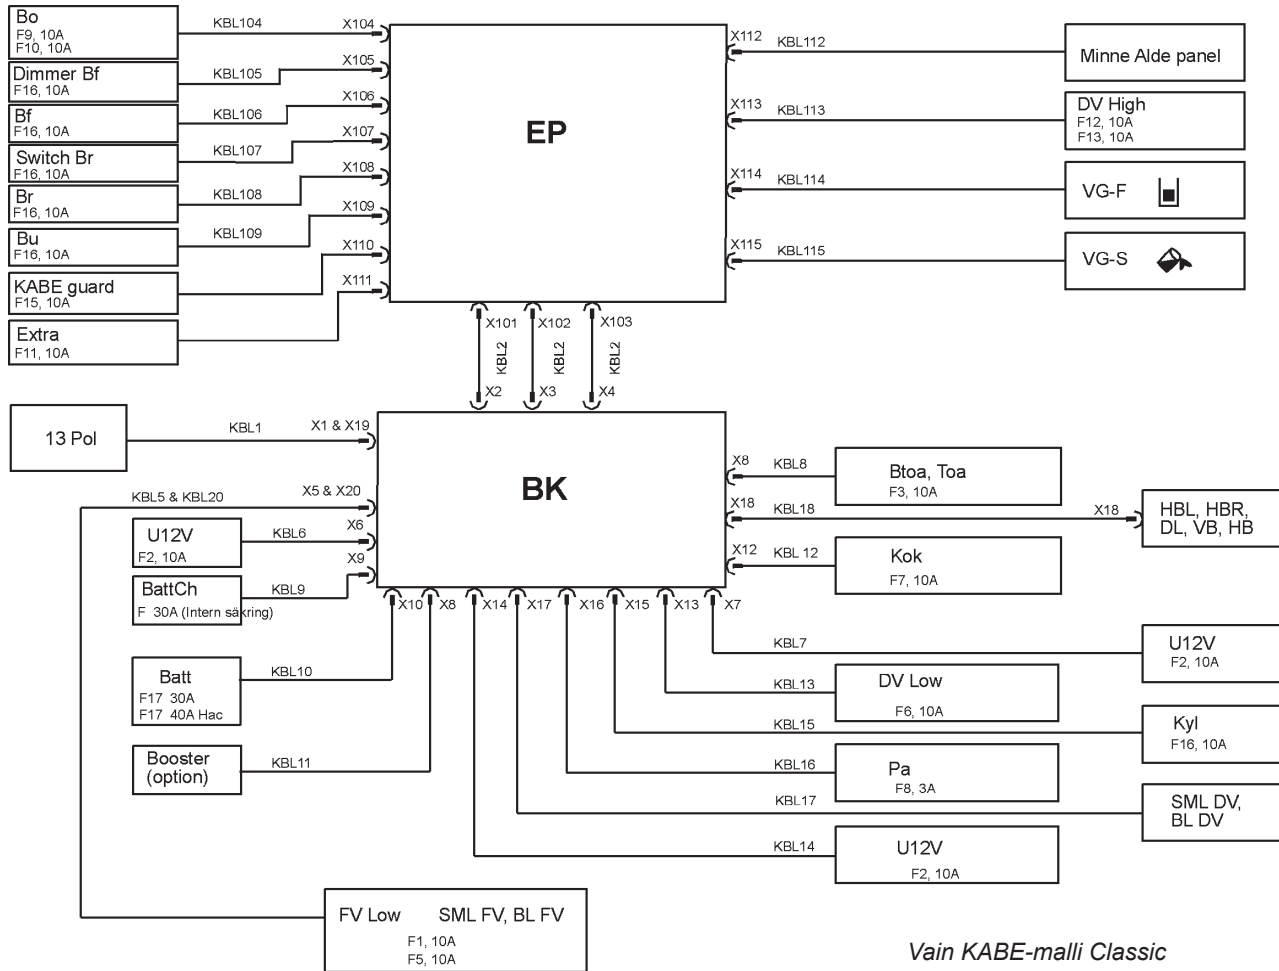 Bo
F9, 10A
F10, 10A
KBL104
X104
Dimmer Bf
F16, 10A
KBL105
X105
Bf
F16, 10A
KBL106
X106
Switch Br
F16, 10A
KBL107
X107
Br
F16, 10A
KBL108
X108
Bu
F16, 10A
KBL109
X109
KABE guard
F15, 10A
X110
Extra
F11, 10A
X111
EP
X112
KBL112
Minne Alde panel
X113
KBL113
DV High
F12, 10A
F13, 10A
X114
KBL114
VG-F
X115
KBL115
VG-S
X101
X102
X103
KBL2
KBL2
KBL2
X2
X3
X4
13 Pol
KBL1
X1 & X19
KBL5 & KBL20
X5 & X20
U12V
F2, 10A
KBL6
X6
BattCh
F 30A (Intern säkring)
KBL9
X9
BK
X8
KBL8
Btoa, Toa
F3, 10A
X18
KBL18
X18
HBL, HBR,
DL, VB, HB
X12
KBL 12
Kok
F7, 10A
X10
X8
X14
X17
X16
X15
X13
X7
Batt
F17 30A
F17 40A Hac
KBL10
Booster
(option)
KBL11
KBL7
U12V
F2, 10A
KBL13
DV Low
F6, 10A
KBL15
Kyl
F16, 10A
KBL16
Pa
F8, 3A
KBL17
SML DV,
BL DV
KBL14
U12V
F2, 10A
FV Low SML FV, BL FV
F1, 10A
F5, 10A
Vain KABE-malli Classic